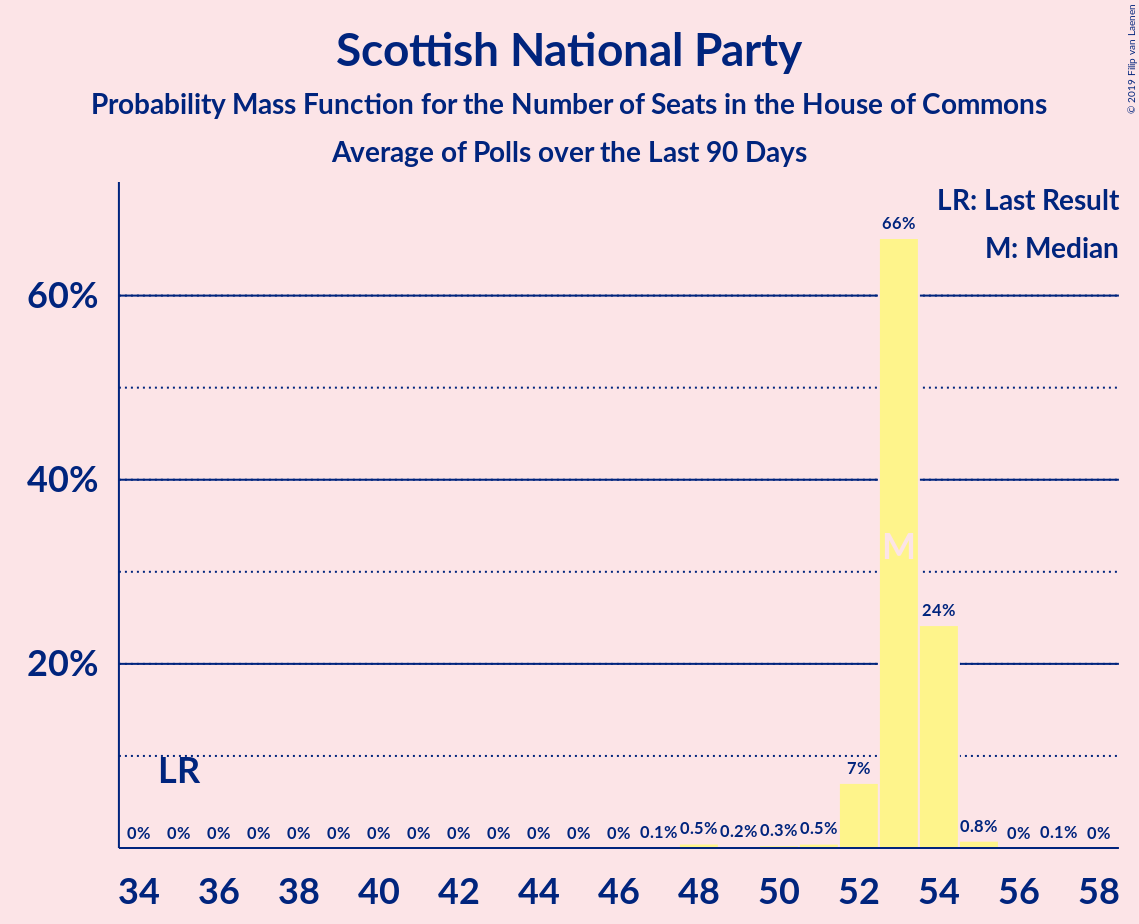 Scottish National Party
Probability Mass Function for the Number of Seats in the House of Commons
Average of Polls over the Last 90 Days
© 2019 Filip van Laenen
LR: Last Result
M: Median
66%
60%
40%
M
24%
20%
LR
7%
0% 0% 0% 0% 0% 0% 0% 0% 0% 0% 0% 0% 0% 0.1% 0.5% 0.2% 0.3% 0.5% 0.8% 0% 0.1% 0%
34 36 38 40 42 44 46 48 50 52 54 56 58